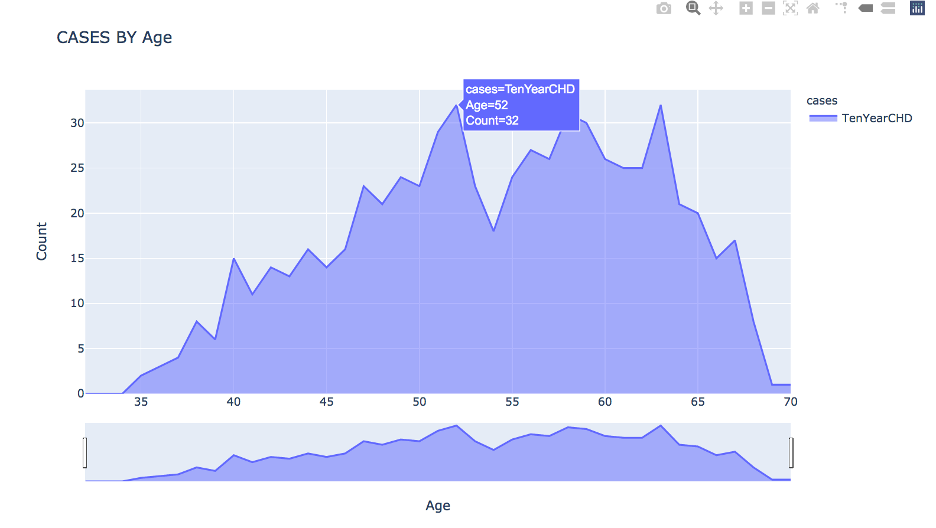 CASES BY Age
cases=TenYearCHD
Age=52
Count=32
cases
TenYearCHD
Count
30
25
20
15
10
5
0
35 40 45 50 55 60 65 70
Age